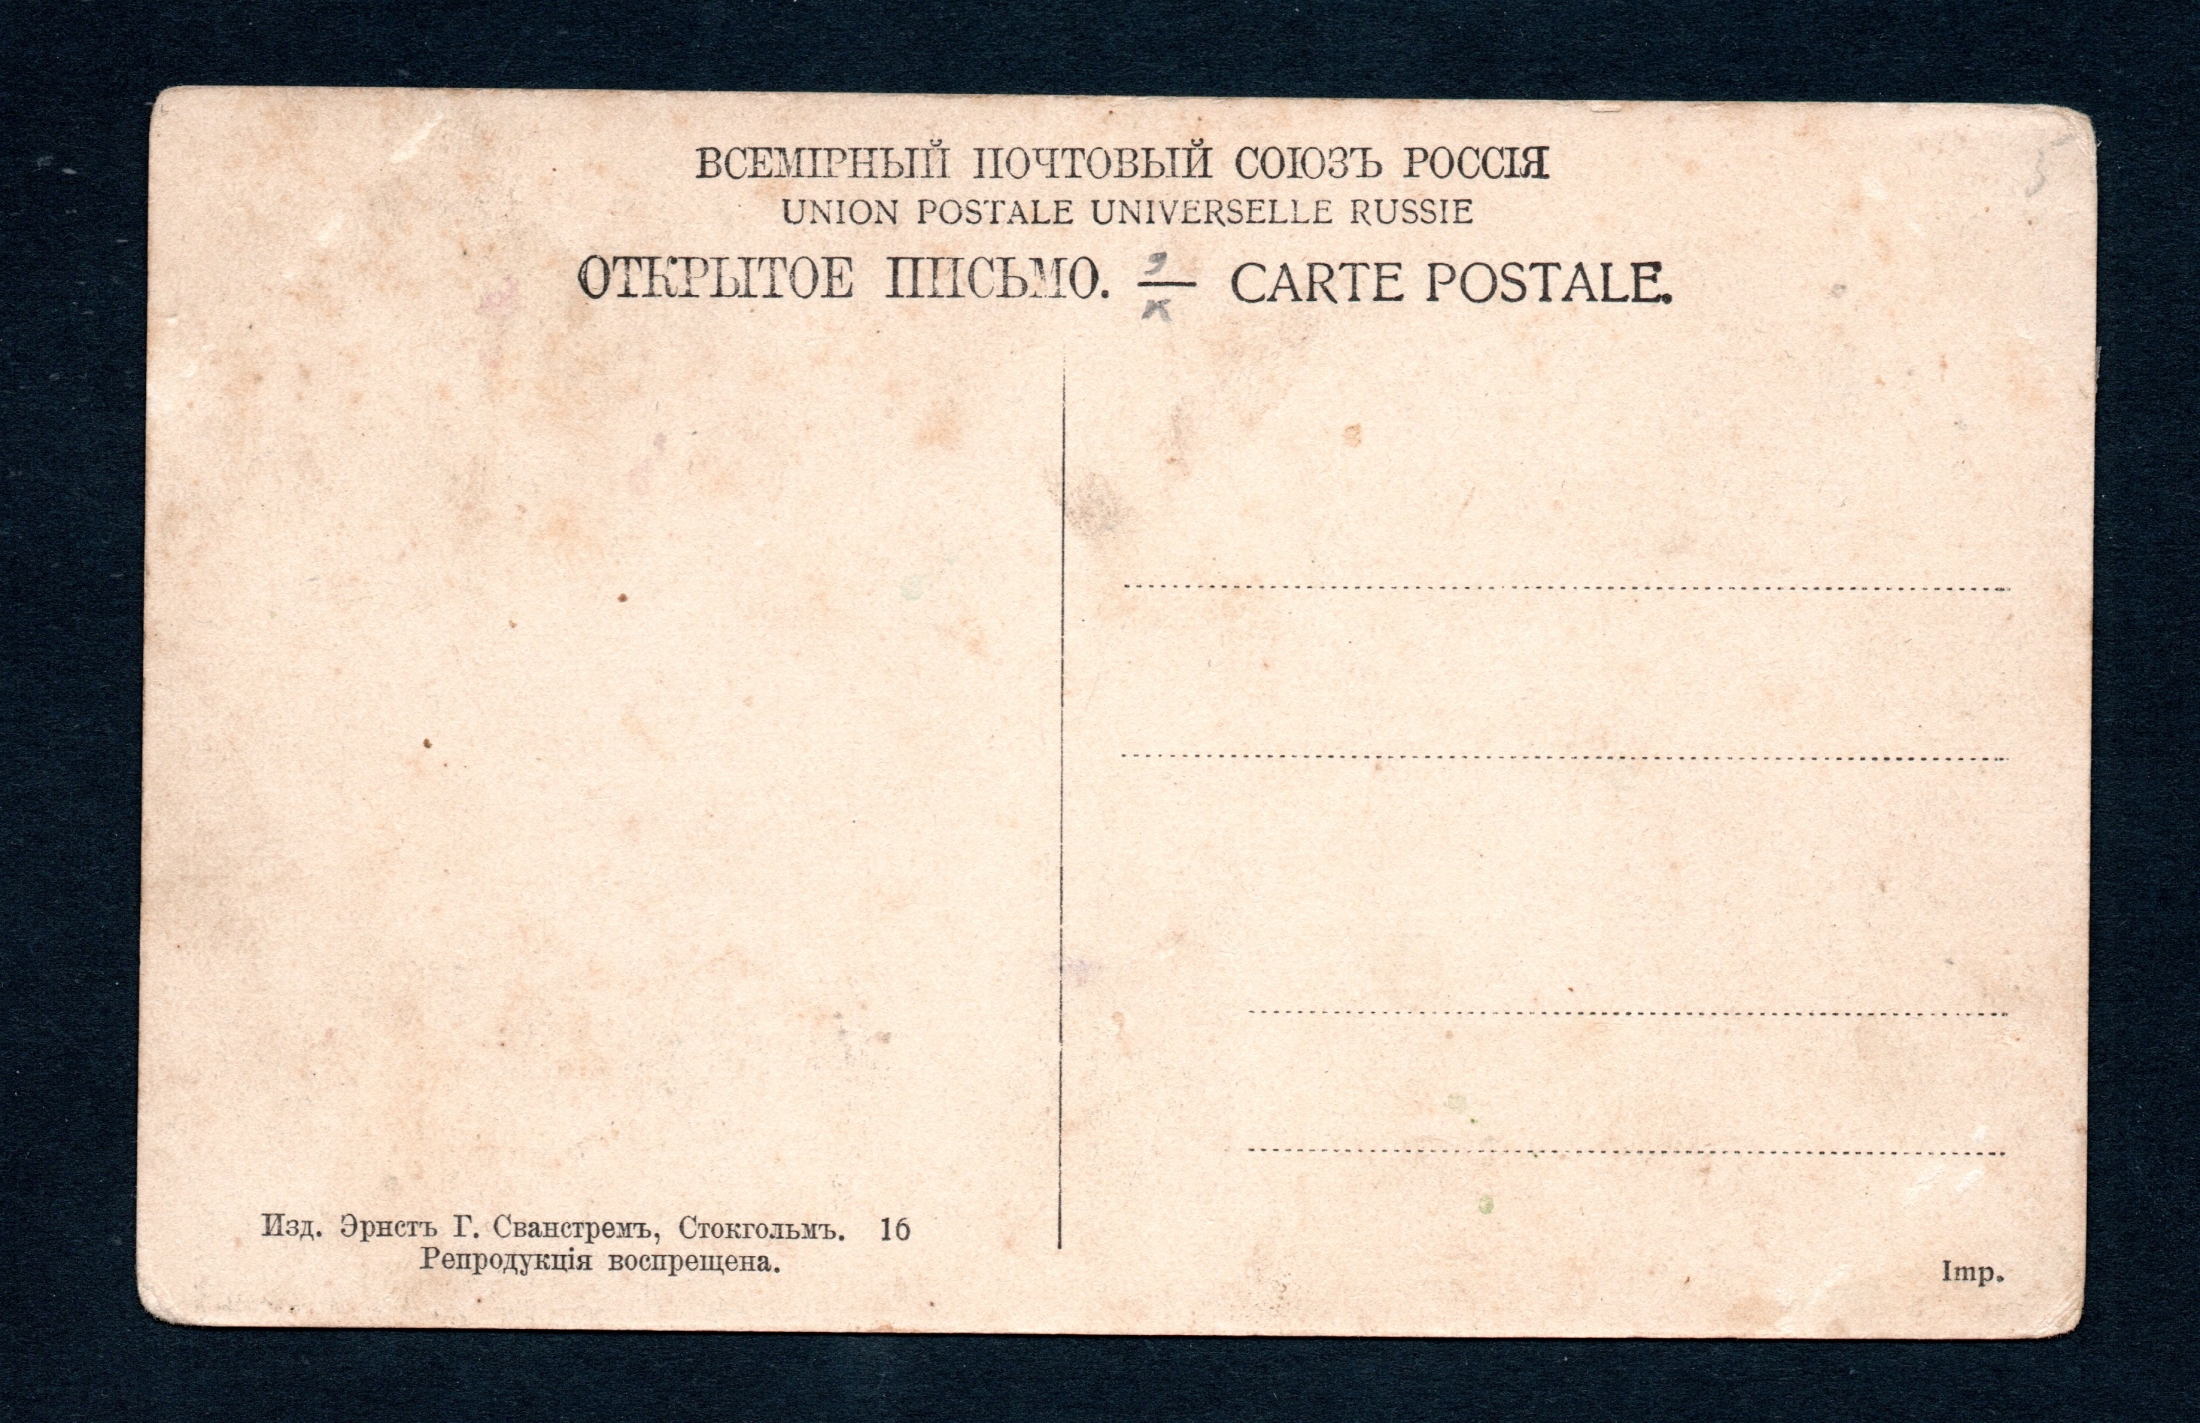 ВСЕМІРНЫЙ ПОЧТОВЫЙ СОЮЗЪ РОССІЯ
UNION POSTALE UNIVERSELLE RUSSIE
ОТКРЫТОЕ ПИСЬМО. — CARTE POSTALE.
Изд. Эрнстъ Г. Сванстремъ, Стокгольмъ. 16
Репродукція воспрещена.
Imp.